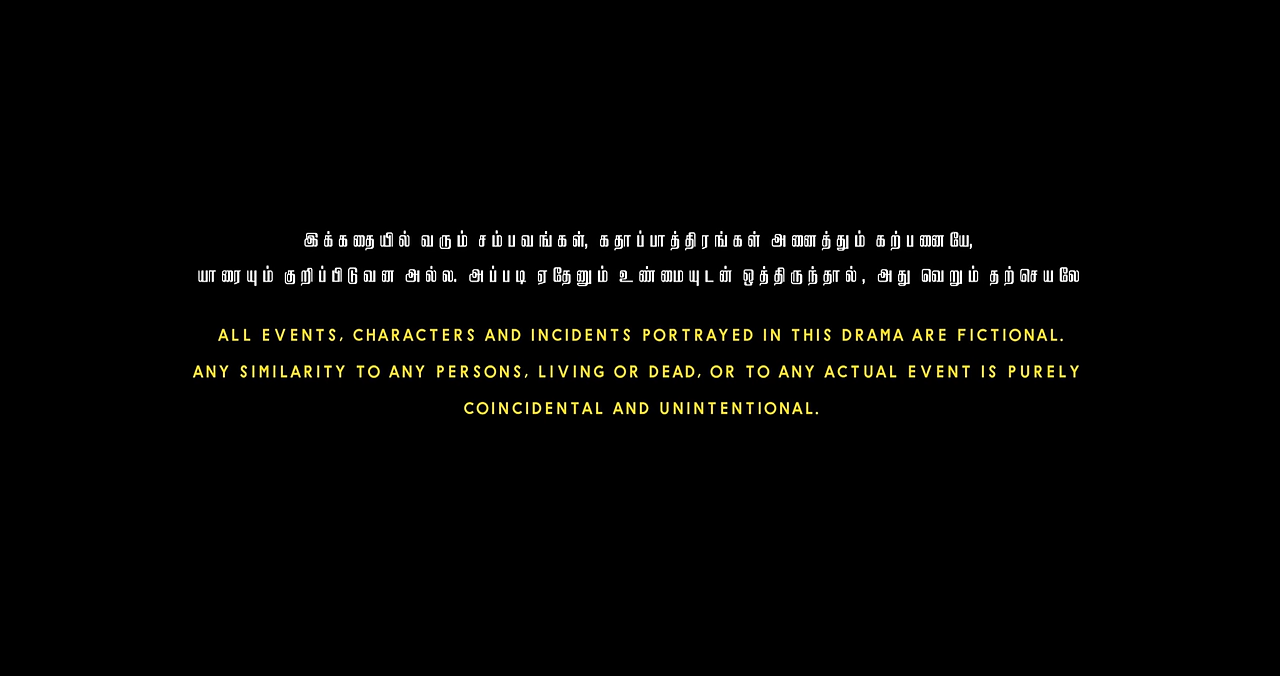 இக்கதையில் வரும் சம்பவங்கள், கதாப்பாத்திரங்கள் அனைத்தும் கற்பனையே,
யாரையும் குறிப்பிடுவன அல்ல. அப்படி ஏதேனும் உண்மையுடன் ஒத்திருந்தால், அது வெறும் தற்செயலே
ALL EVENTS, CHARACTERS AND INCIDENTS PORTRAYED IN THIS DRAMA ARE FICTIONAL.
ANY SIMILARITY TO ANY PERSONS, LIVING OR DEAD, OR TO ANY ACTUAL EVENT IS PURELY
COINCIDENTAL AND UNINTENTIONAL.